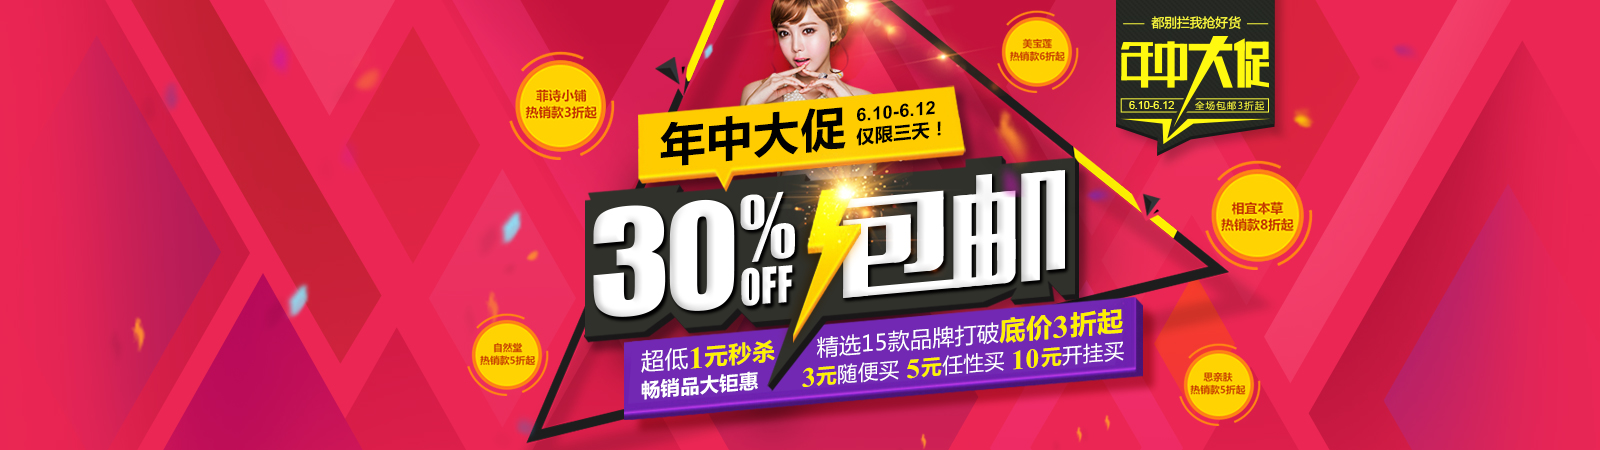 都别拦我抢好货
年中大促
6.10-6.12
全场包邮3折起
美宝莲
热销款6折起
菲诗小铺
热销款3折起
年中大促
6.10-6.12
仅限三天！
30%
OFF
包邮
相宜本草
热销款8折起
超低1元秒杀
畅销品大钜惠
精选15款品牌打破底价3折起
3元随便买 5元任性买 10元开挂买
自然堂
热销款5折起
思亲肤
热销款5折起